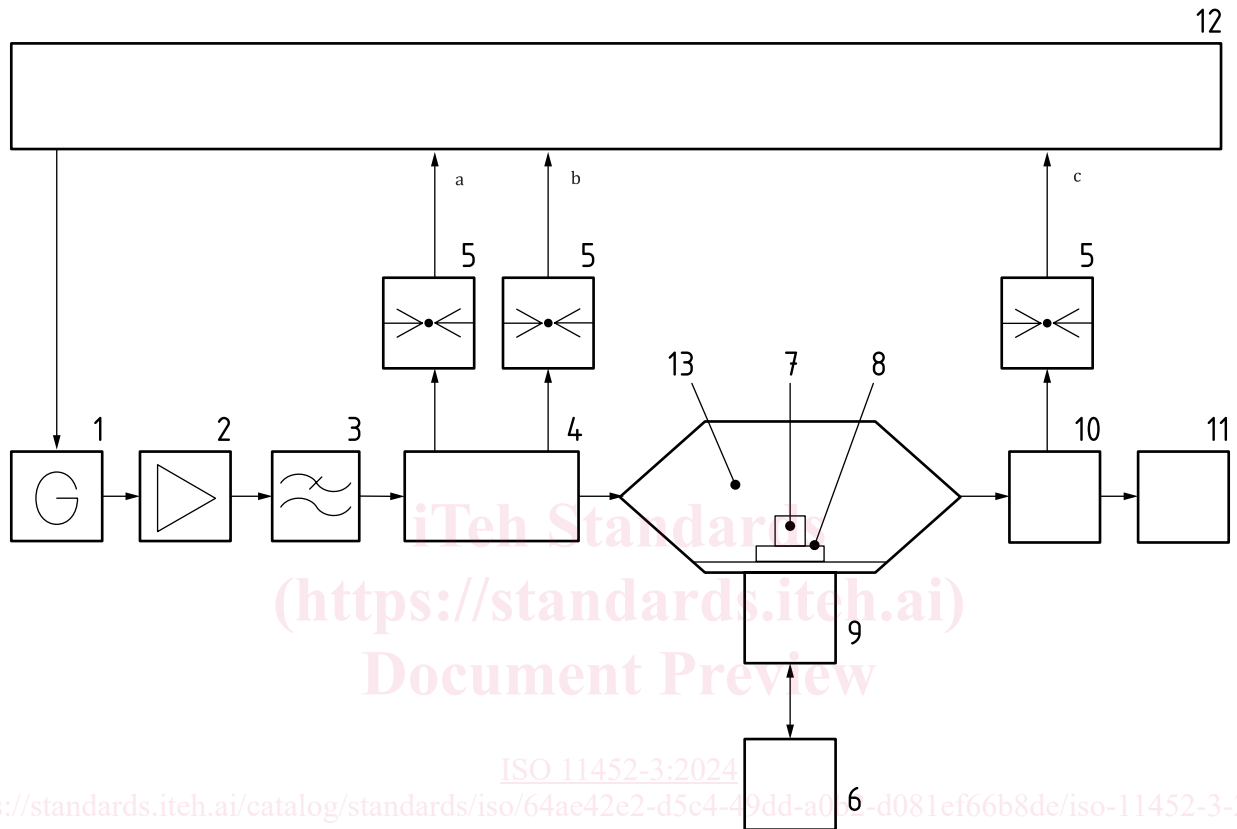 12
a b c
5 5 5
13 7 8
1 2 3 4 10 11
G
iTeh Standards
(https://standards.iteh.ai)
9
Document Preview
ISO 11452-3:2024
6